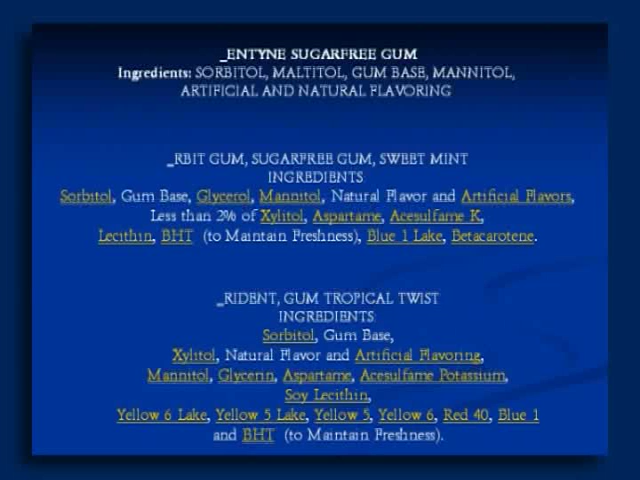 _ENTYNE SUGARFREE GUM
Ingredients: SORBITOL, MALTITOL, GUM BASE, MANNITOL,
ARTIFICIAL AND NATURAL FLAVORING
_RBIT GUM, SUGARFREE GUM, SWEET MINT
INGREDIENTS
Sorbitol, Gum Base, Glycerol, Mannitol, Natural Flavor and Artificial Flavors,
Less than 2% of Xylitol, Aspartame, Acesulfame K,
Lecithin, BHT (to Maintain Freshness), Blue 1 Lake, Betacarotene.
_RIDENT, GUM TROPICAL TWIST
INGREDIENTS:
Sorbitol, Gum Base,
Xylitol, Natural Flavor and Artificial Flavoring,
Mannitol, Glycerin, Aspartame, Acesulfame Potassium,
Soy Lecithin,
Yellow 6 Lake, Yellow 5 Lake, Yellow 5, Yellow 6, Red 40, Blue 1
and BHT (to Maintain Freshness).